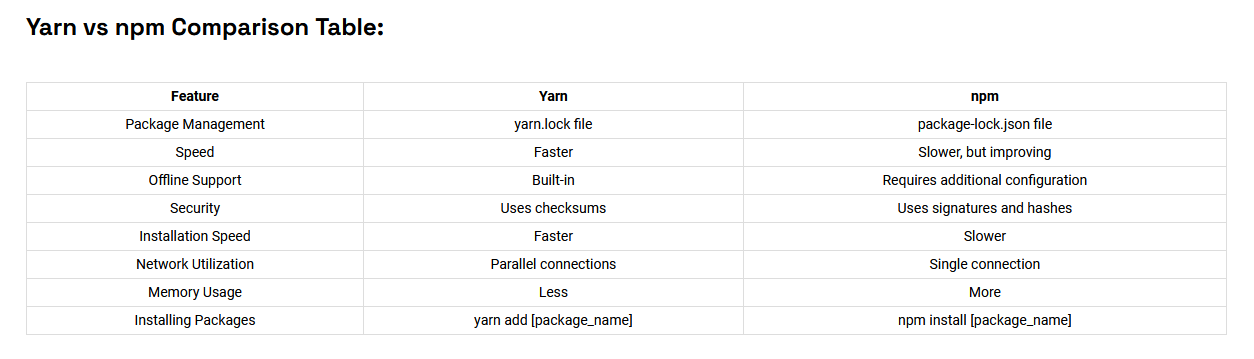 Yarn vs npm Comparison Table:
Feature Yarn npm
Package Management yarn.lock file package-lock.json file
Speed Faster Slower, but improving
Offline Support Built-in Requires additional configuration
Security Uses checksums Uses signatures and hashes
Installation Speed Faster Slower
Network Utilization Parallel connections Single connection
Memory Usage Less More
Installing Packages yarn add [package_name] npm install [package_name]